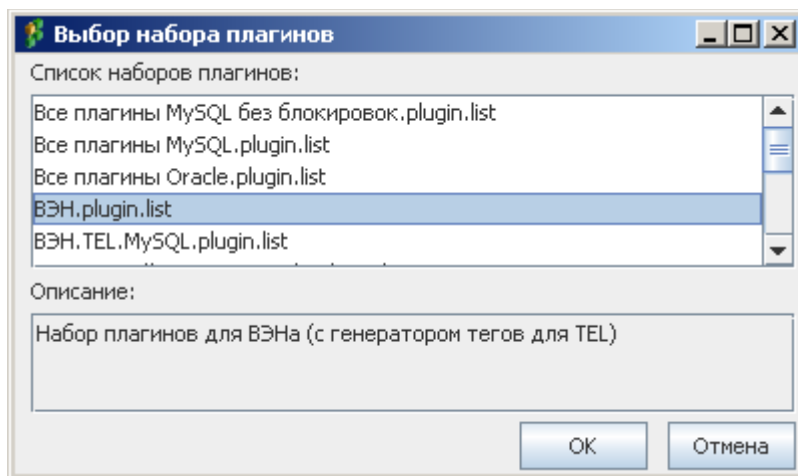 Выбор набора плагинов
Список наборов плагинов:
Все плагины MySQL без блокировок.plugin.list
Все плагины MySQL.plugin.list
Все плагины Oracle.plugin.list
ВЭН.plugin.list
ВЭН.TEL.MySQL.plugin.list
Описание:
Набор плагинов для ВЭНа (с генератором тегов для TEL)
OK
Отмена